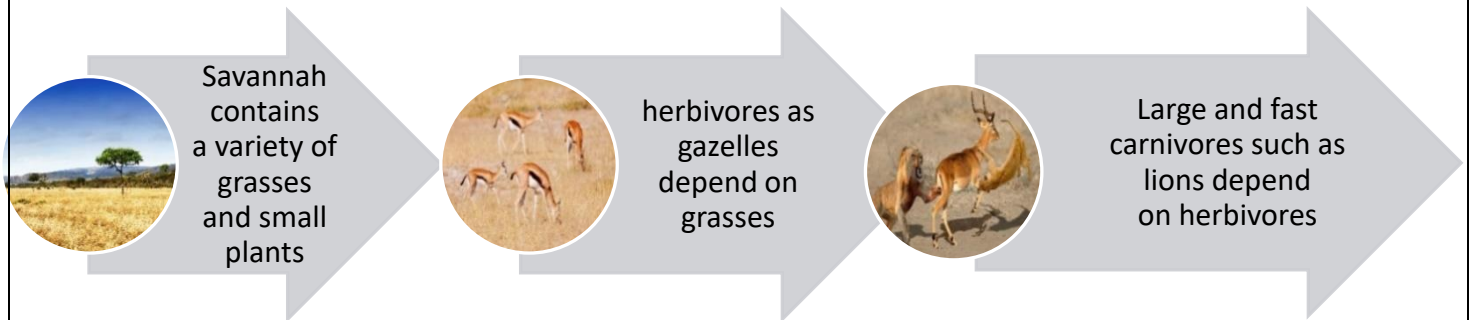 Savannah
contains
a variety of
grasses
and small
plants
herbivores as
gazelles
depend on
grasses
Large and fast
carnivores such as
lions depend
on herbivores